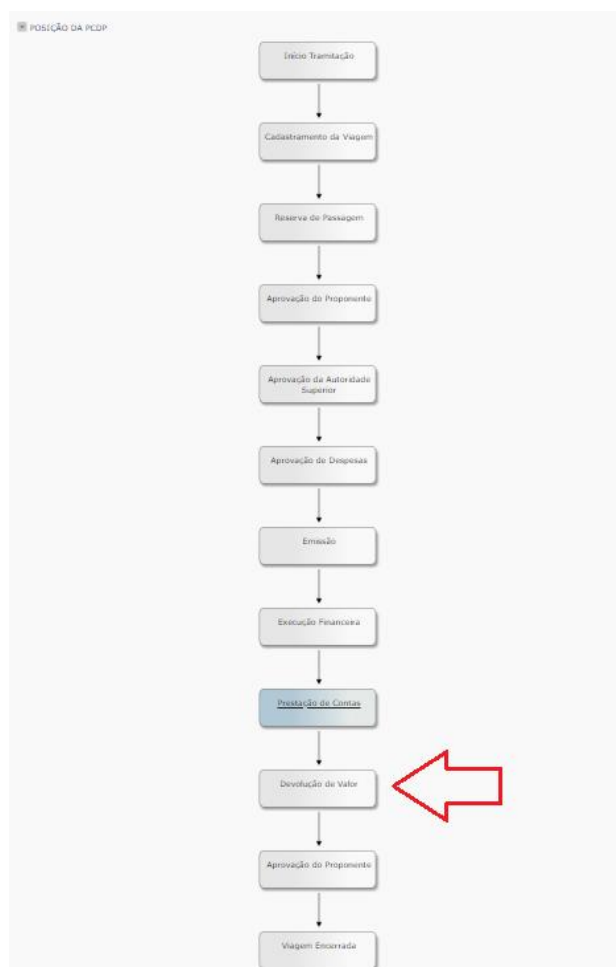 POSIÇÃO DA PCDP
Início Tramitação
Cadastramento da Viagem
Reserva de Passagem
Aprovação do Proponente
Aprovação da Autoridade
Superior
Aprovação de Despesas
Emissão
Execução Financeira
Prestação de Contas
Devolução de Valor
Aprovação do Proponente
Viagem Encerrada